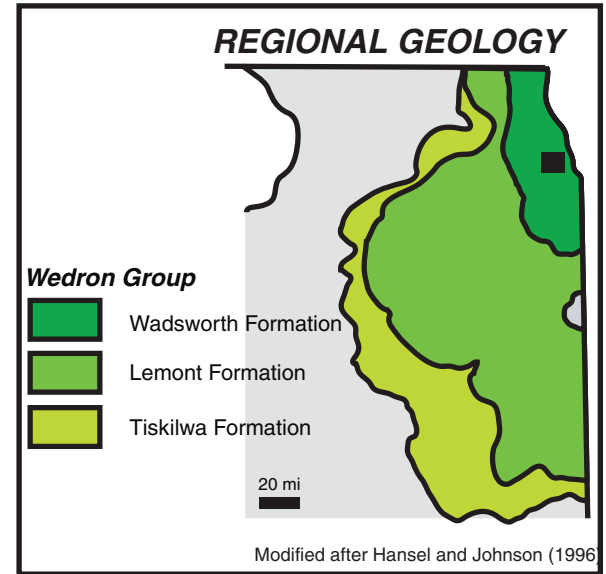 REGIONAL GEOLOGY
Wedron Group
Wadsworth Formation
Lemont Formation
Tiskilwa Formation
20 mi
Modified after Hansel and Johnson (1996)